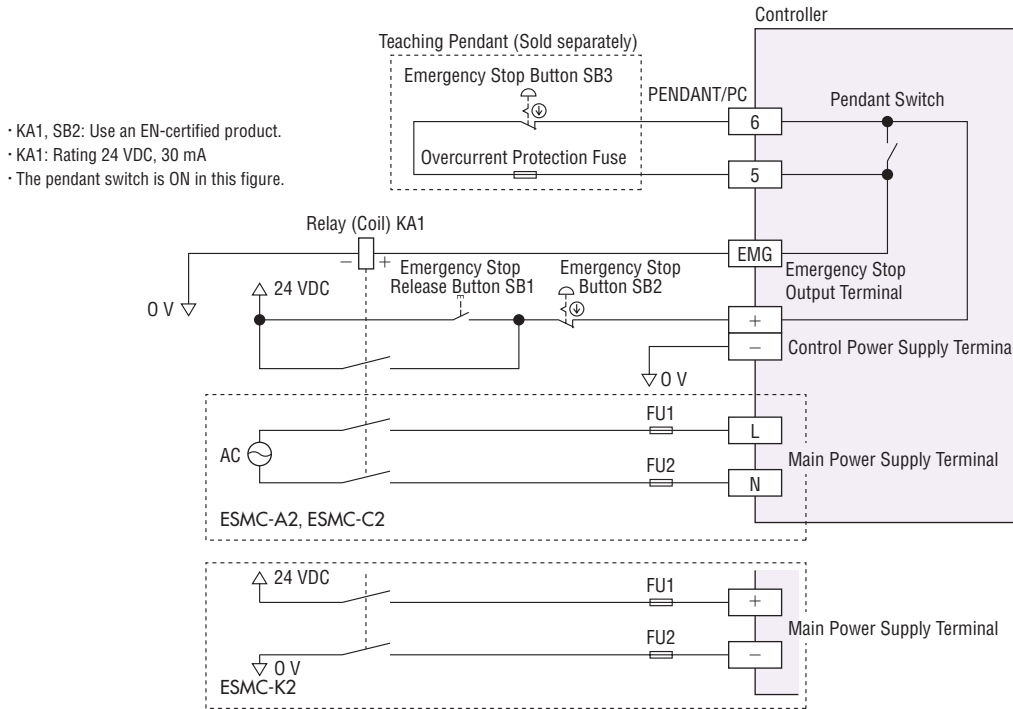 Controller
Teaching Pendant (Sold separately)
Emergency Stop Button SB3
PENDANT/PC
Pendant Switch
6
· KA1, SB2: Use an EN-certified product.
· KA1: Rating 24 VDC, 30 mA
· The pendant switch is ON in this figure.
Overcurrent Protection Fuse
5
Relay (Coil) KA1
− +
EMG
Emergency Stop
Output Terminal
Emergency Stop
Release Button SB1
Emergency Stop
Button SB2
24 VDC
0 V
+
−
Control Power Supply Termina
0 V
FU1
L
AC
FU2
Main Power Supply Terminal
N
ESMC-A2, ESMC-C2
24 VDC
FU1
+
Main Power Supply Terminal
FU2
−
0 V
ESMC-K2